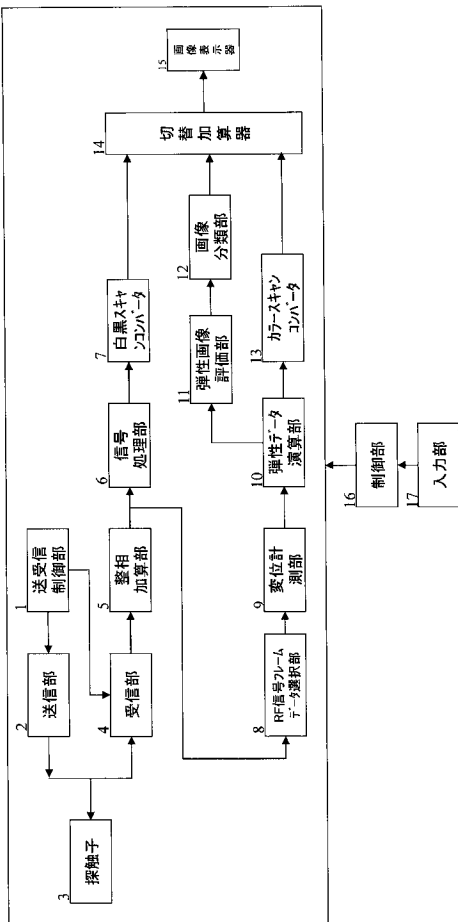 1
送受信
制御部
2
送信部
3
探触子
4
受信部
5
整相
加算部
6
信号
処理部
7
白黒スキャ
ンコンバータ
8
RF信号フレーム
データ選択部
9
変位計
測部
10
弾性データ
演算部
11
弾性画像
評価部
12
画像
分類部
13
カラースキャン
コンバータ
14
切替加算器
15
画像表示器
16
制御部
17
入力部